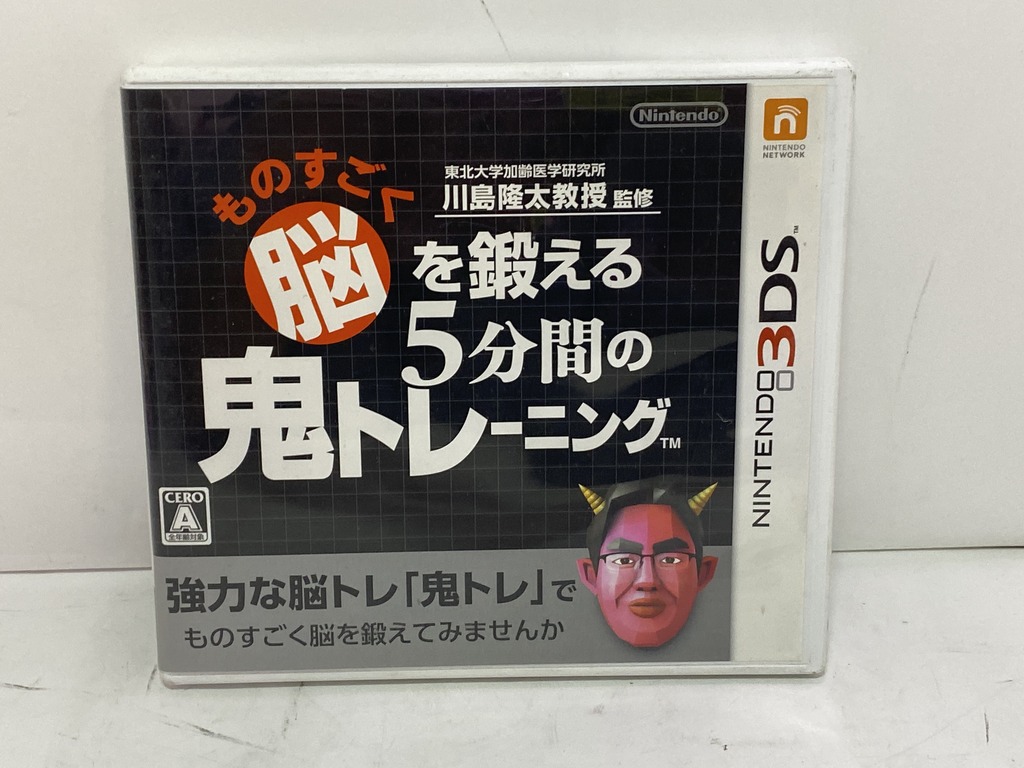 Nintendo
NINTENDO
NETWORK
東北大学加齢医学研究所
川島隆太教授 監修
ものすごく
脳を鍛える
5分間の
鬼トレーニング™
CERO
A
全年齢対象
強力な脳トレ「鬼トレ」で
ものすごく脳を鍛えてみませんか
NINTENDO3DS™